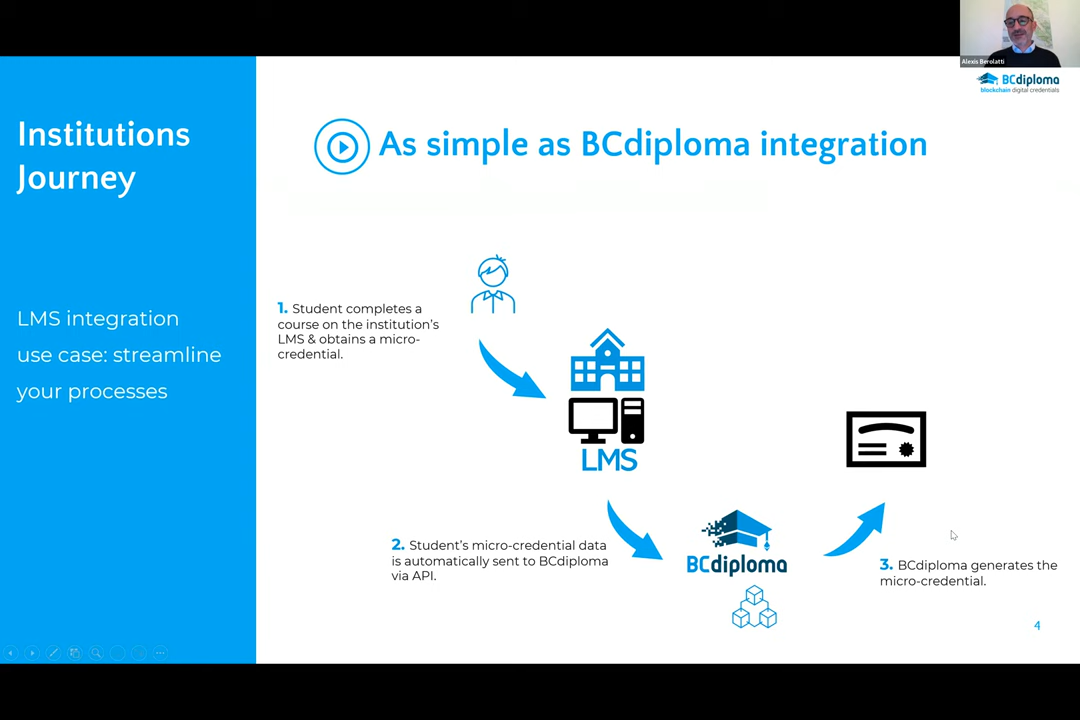 Alexis Berolatti
BCdiploma
blockchain digital credentials
Institutions
Journey
LMS integration
use case: streamline
your processes
As simple as BCdiploma integration
1. Student completes a
course on the institution's
LMS & obtains a micro-
credential.
LMS
2. Student's micro-credential data
is automatically sent to BCdiploma
via API.
BCdiploma
3. BCdiploma generates the
micro-credential.
4